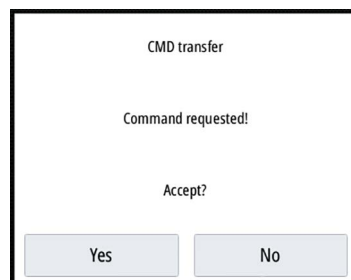 CMD transfer
Command requested!
Accept?
Yes No